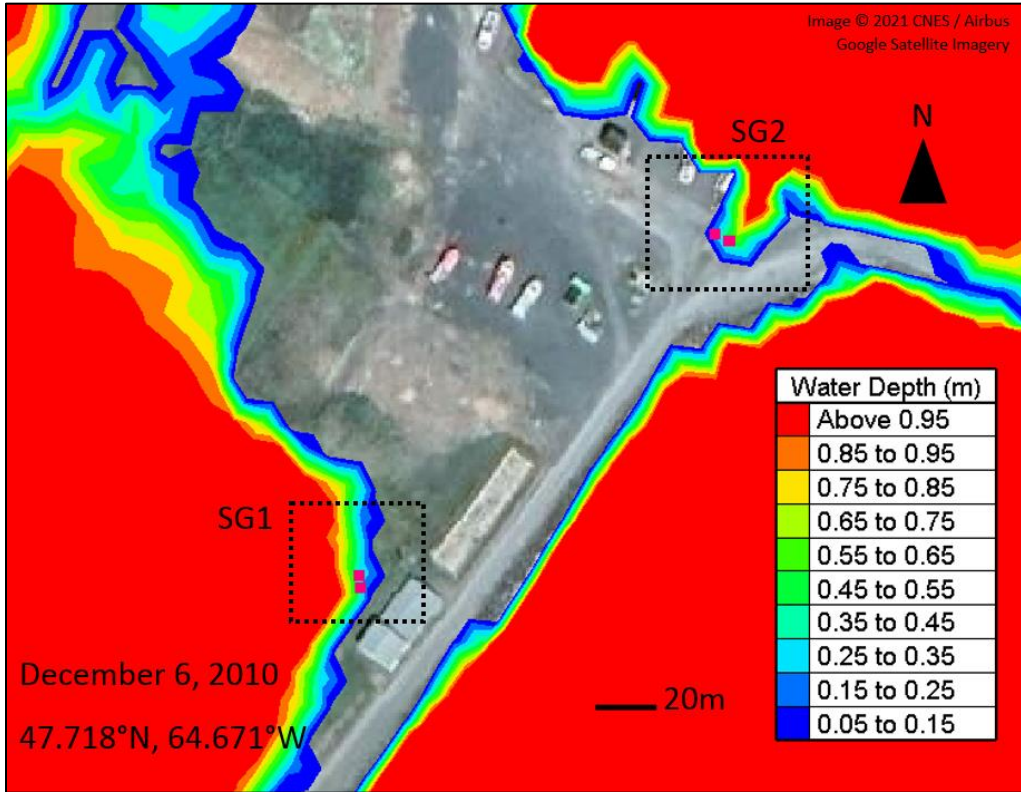 Image © 2021 CNES / Airbus
Google Satellite Imagery
N
SG2
SG1
Water Depth (m)
Above 0.95
0.85 to 0.95
0.75 to 0.85
0.65 to 0.75
0.55 to 0.65
0.45 to 0.55
0.35 to 0.45
0.25 to 0.35
0.15 to 0.25
0.05 to 0.15
December 6, 2010
20m
47.718°N, 64.671°W